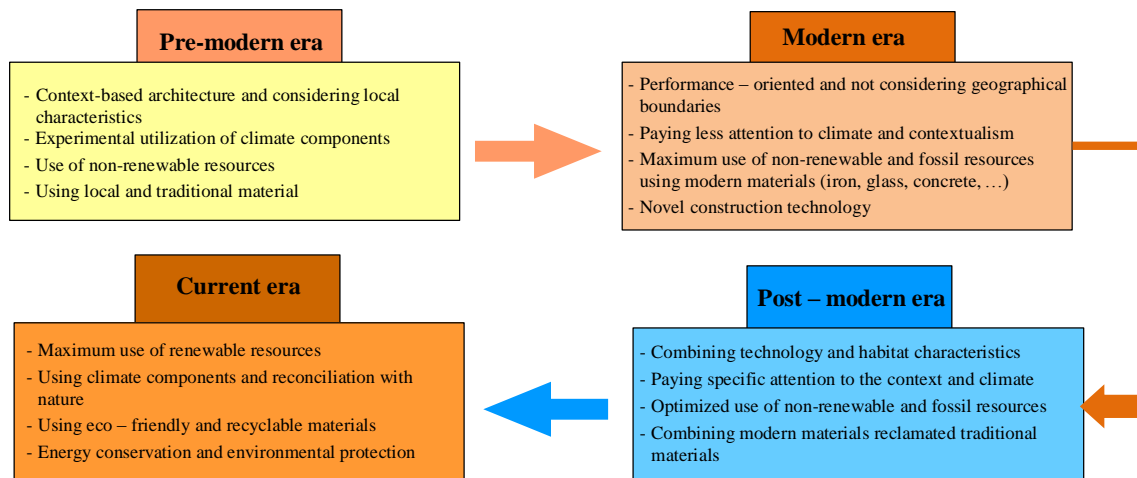 Pre-modern era
- Context-based architecture and considering local
characteristics
- Experimental utilization of climate components
- Use of non-renewable resources
- Using local and traditional material
Modern era
- Performance – oriented and not considering geographical
boundaries
- Paying less attention to climate and contextualism
- Maximum use of non-renewable and fossil resources
using modern materials (iron, glass, concrete, …)
- Novel construction technology
Current era
- Maximum use of renewable resources
- Using climate components and reconciliation with
nature
- Using eco – friendly and recyclable materials
- Energy conservation and environmental protection
Post – modern era
- Combining technology and habitat characteristics
- Paying specific attention to the context and climate
- Optimized use of non-renewable and fossil resources
- Combining modern materials reclamated traditional
materials